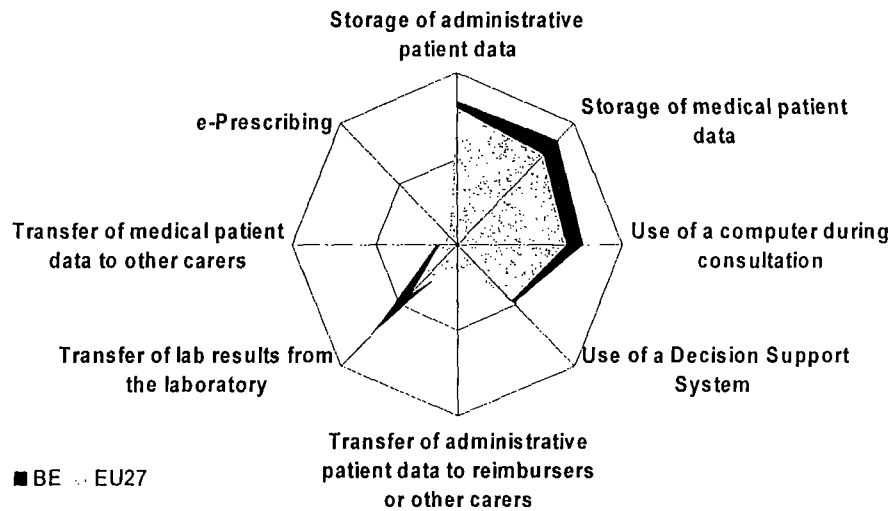 Storage of administrative
patient data
Storage of medical patient
data
e-Prescribing
Transfer of medical patient
data to other carers
Use of a computer during
consultation
Transfer of lab results from
the laboratory
Use of a Decision Support
System
Transfer of administrative
patient data to reimbursers
or other carers
BE EU27